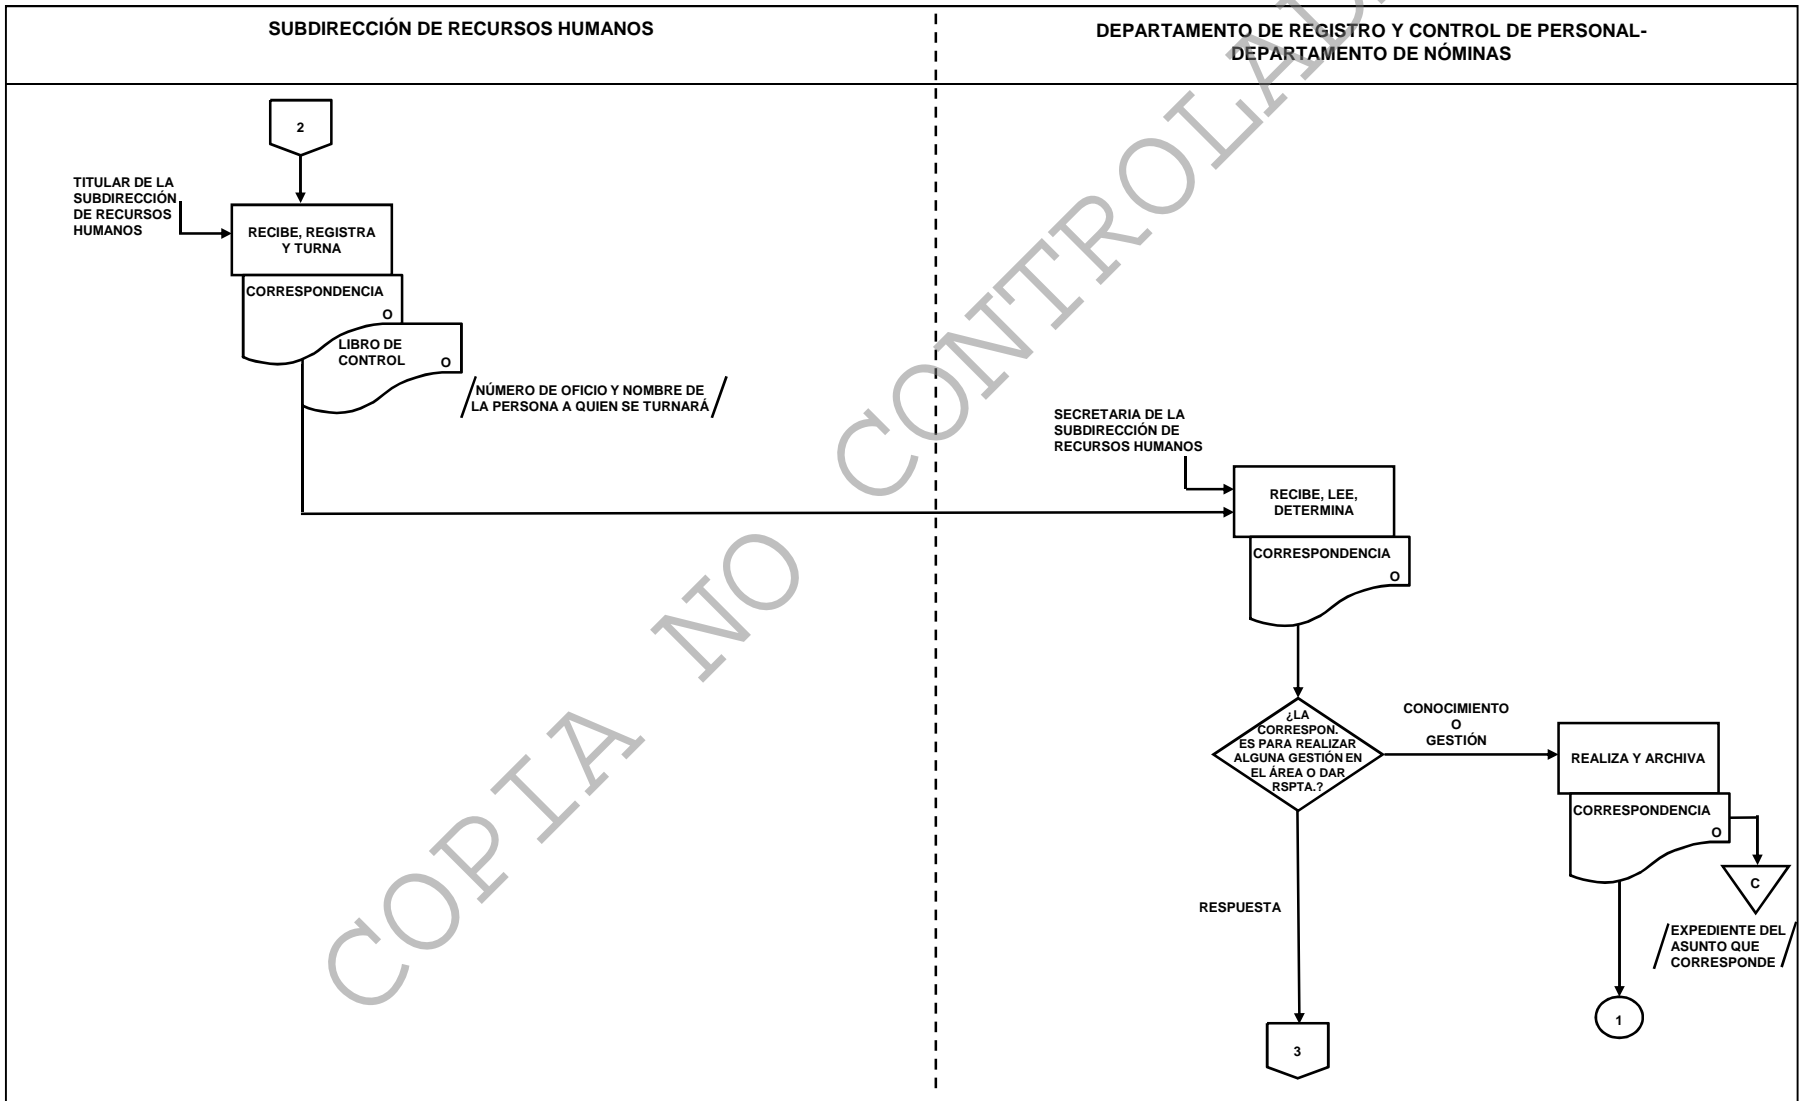 SUBDIRECCIÓN DE RECURSOS HUMANOS
DEPARTAMENTO DE REGISTRO Y CONTROL DE PERSONAL-
DEPARTAMENTO DE NÓMINAS
2
TITULAR DE LA
SUBDIRECCIÓN
DE RECURSOS
HUMANOS
RECIBE, REGISTRA
Y TURNA
CORRESPONDENCIA
O
LIBRO DE
CONTROL
O
/NÚMERO DE OFICIO Y NOMBRE DE
LA PERSONA A QUIEN SE TURNARÁ/
SECRETARIA DE LA
SUBDIRECCIÓN DE
RECURSOS HUMANOS
RECIBE, LEE,
DETERMINA
CORRESPONDENCIA
O
¿LA
CORRESPON.
ES PARA REALIZAR
ALGUNA GESTIÓN EN
EL ÁREA O DAR
RSPTA.?
CONOCIMIENTO
O
GESTIÓN
REALIZA Y ARCHIVA
CORRESPONDENCIA
O
C
/EXPEDIENTE DEL
ASUNTO QUE
CORRESPONDE/
1
RESPUESTA
3
COPIA NO CONTROLAD